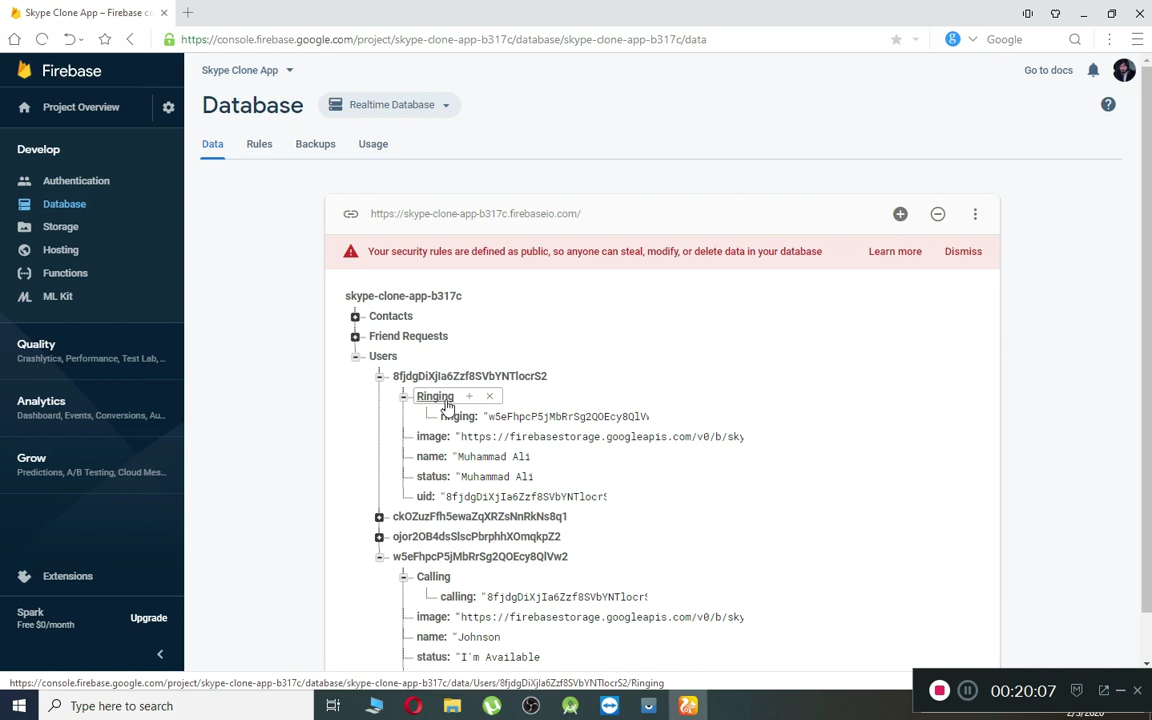 Skype Clone App – Firebase co
https://console.firebase.google.com/project/skype-clone-app-b317c/database/skype-clone-app-b317c/data
Google
Firebase
Skype Clone App
Go to docs
Project Overview
Database
Realtime Database
Develop
Data
Rules
Backups
Usage
Authentication
Database
Storage
https://skype-clone-app-b317c.firebaseio.com/
Hosting
Your security rules are defined as public, so anyone can steal, modify, or delete data in your database
Learn more
Dismiss
Functions
ML Kit
skype-clone-app-b317c
Contacts
Friend Requests
Quality
Crashlytics, Performance, Test Lab, ...
Users
8fjdgDiXjIa6Zzf8SVbYNTlocrS2
Analytics
Dashboard, Events, Conversions, Au...
Ringing
ringing: "w5eFhpcP5jMbRrSg2QOEcy8QlV
image: "https://firebasestorage.googleapis.com/v0/b/sky
Grow
Predictions, A/B Testing, Cloud Mes...
name: "Muhammad Ali
status: "Muhammad Ali
uid: "8fjdgDiXjIa6Zzf8SVbYNTlocrS
ckOZuzFfh5ewaZqXRZsNnRkNs8q1
ojor2OB4dsSlscPbrphhXOmqkpZ2
w5eFhpcP5jMbRrSg2QOEcy8QlVw2
Extensions
Calling
calling: "8fjdgDiXjIa6Zzf8SVbYNTlocrS
Spark
Free $0/month
Upgrade
image: "https://firebasestorage.googleapis.com/v0/b/sky
name: "Johnson
status: "I'm Available
https://console.firebase.google.com/project/skype-clone-app-b317c/database/skype-clone-app-b317c/data/Users/8fjdgDiXjIa6Zzf8SVbYNTlocrS2/Ringing
00:20:07
Type here to search
2/3/2020